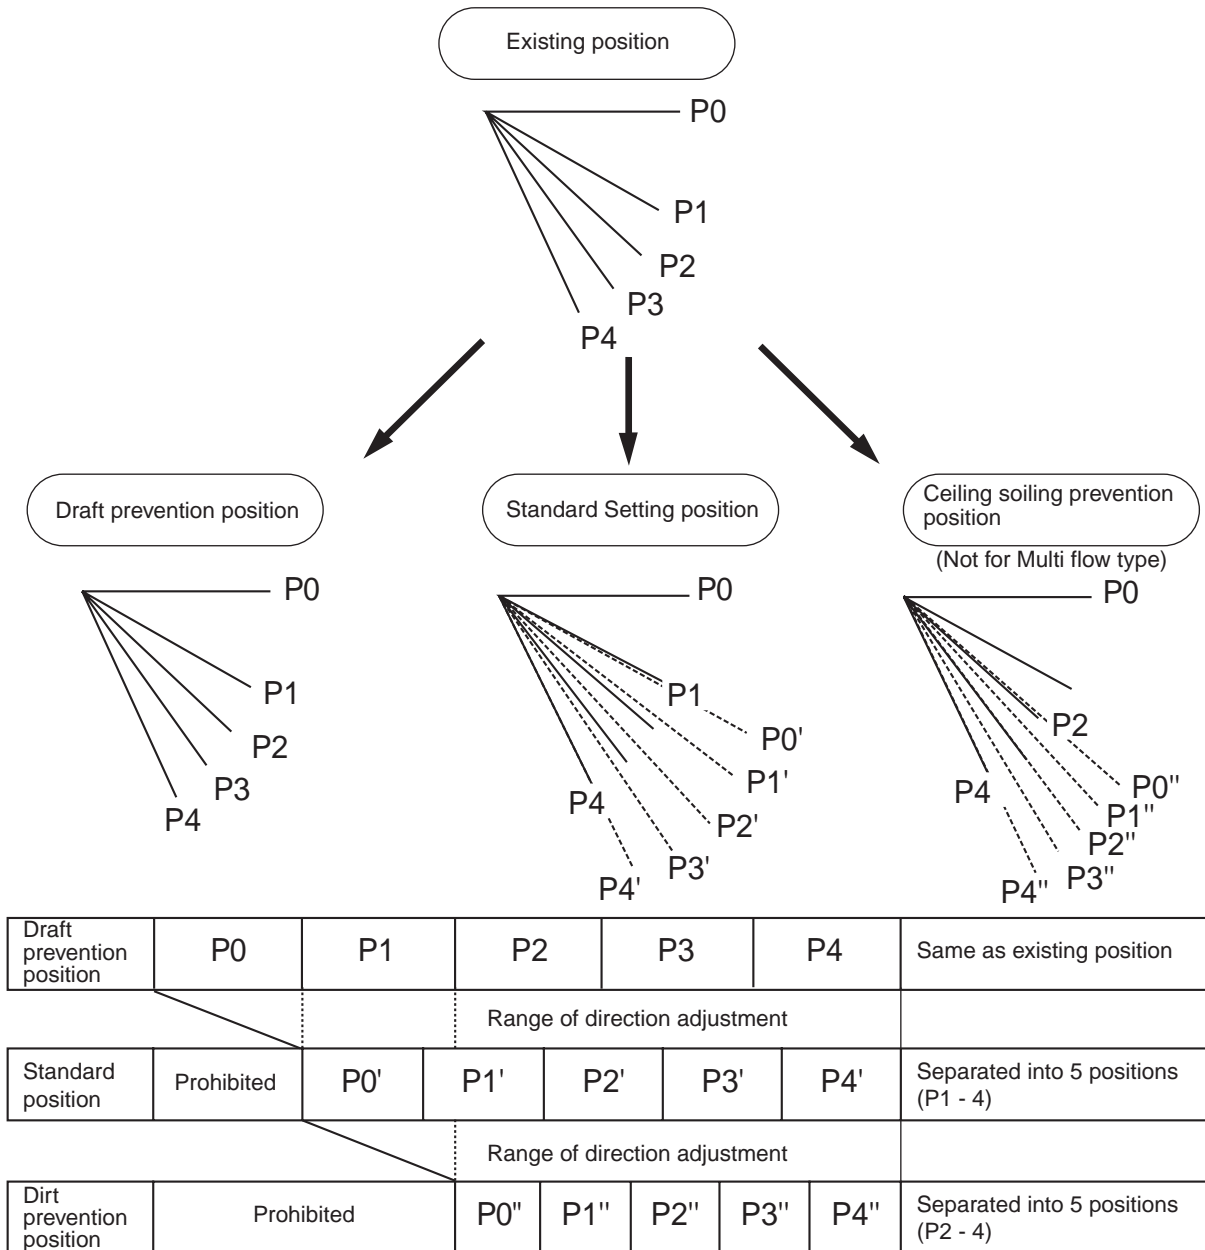 Existing position
P0
P1
P2
P3
P4
Draft prevention position
Standard Setting position
Ceiling soiling prevention
position
(Not for Multi flow type)
P0
P1
P2
P3
P4
P0
P1
P0'
P1'
P2'
P3'
P4
P4'
P0
P2
P0"
P1"
P2"
P3"
P4
P4"
Draft
prevention
position
P0
P1
P2
P3
P4
Same as existing position
Range of direction adjustment
Standard
position
Prohibited
P0'
P1'
P2'
P3'
P4'
Separated into 5 positions
(P1 - 4)
Range of direction adjustment
Dirt
prevention
position
Prohibited
P0"
P1"
P2"
P3"
P4"
Separated into 5 positions
(P2 - 4)